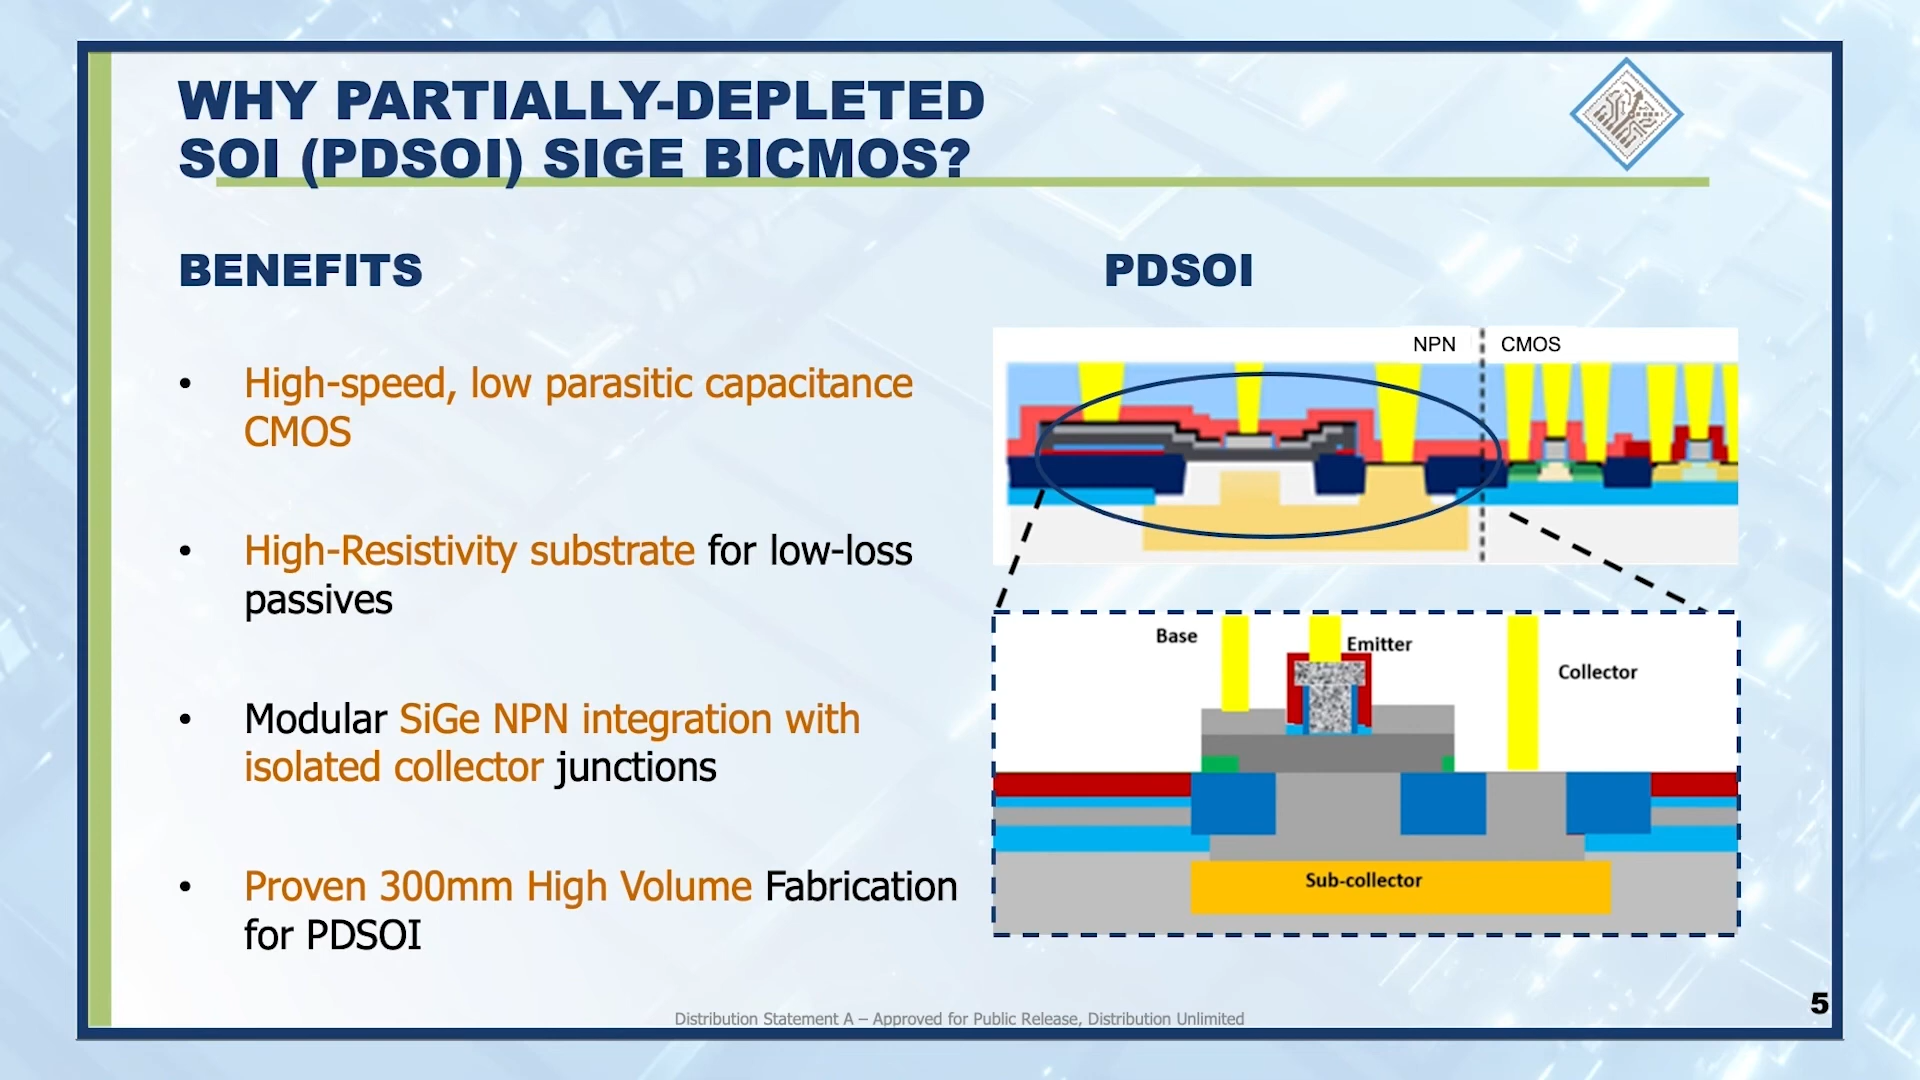 WHY PARTIALLY-DEPLETED
SOI (PDSOI) SIGE BICMOS?
BENEFITS
• High-speed, low parasitic capacitance
CMOS
• High-Resistivity substrate for low-loss
passives
• Modular SiGe NPN integration with
isolated collector junctions
• Proven 300mm High Volume Fabrication
for PDSOI
PDSOI
NPN
CMOS
Base
Emitter
Collector
Sub-collector
Distribution Statement A – Approved for Public Release, Distribution Unlimited
5